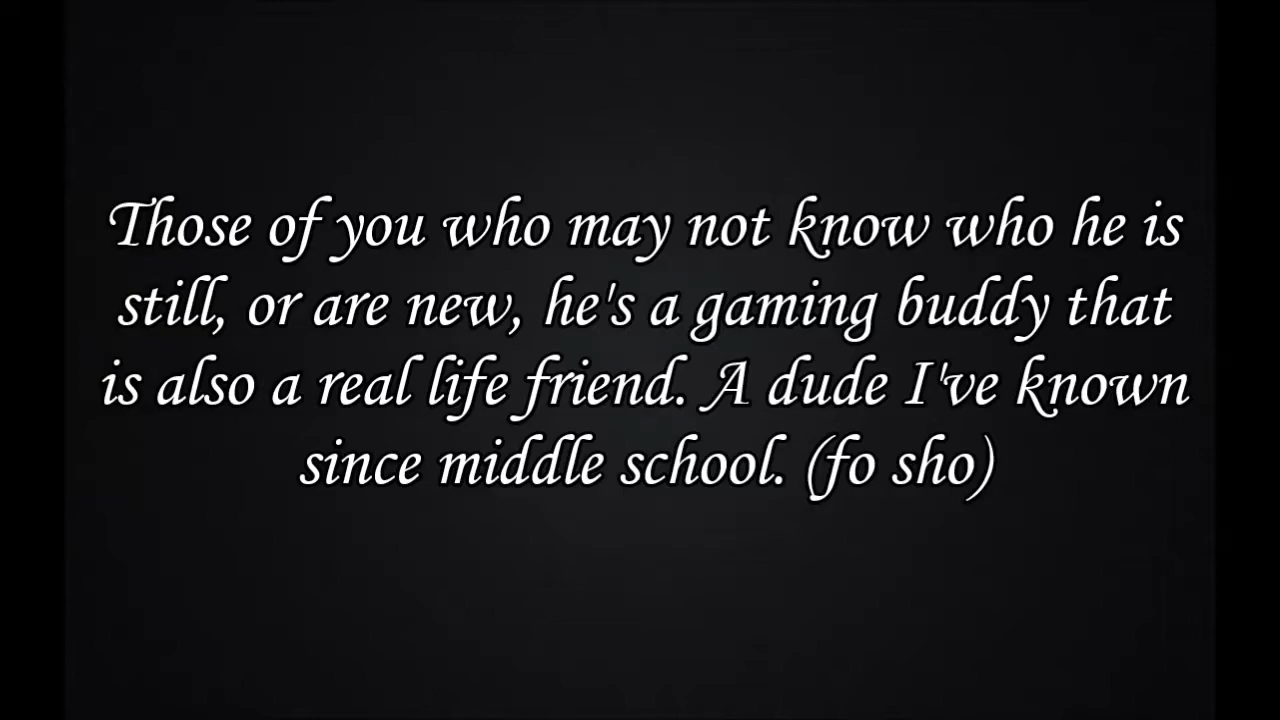 Those of you who may not know who he is
still, or are new, he's a gaming buddy that
is also a real life friend. A dude I've known
since middle school. (fo sho)